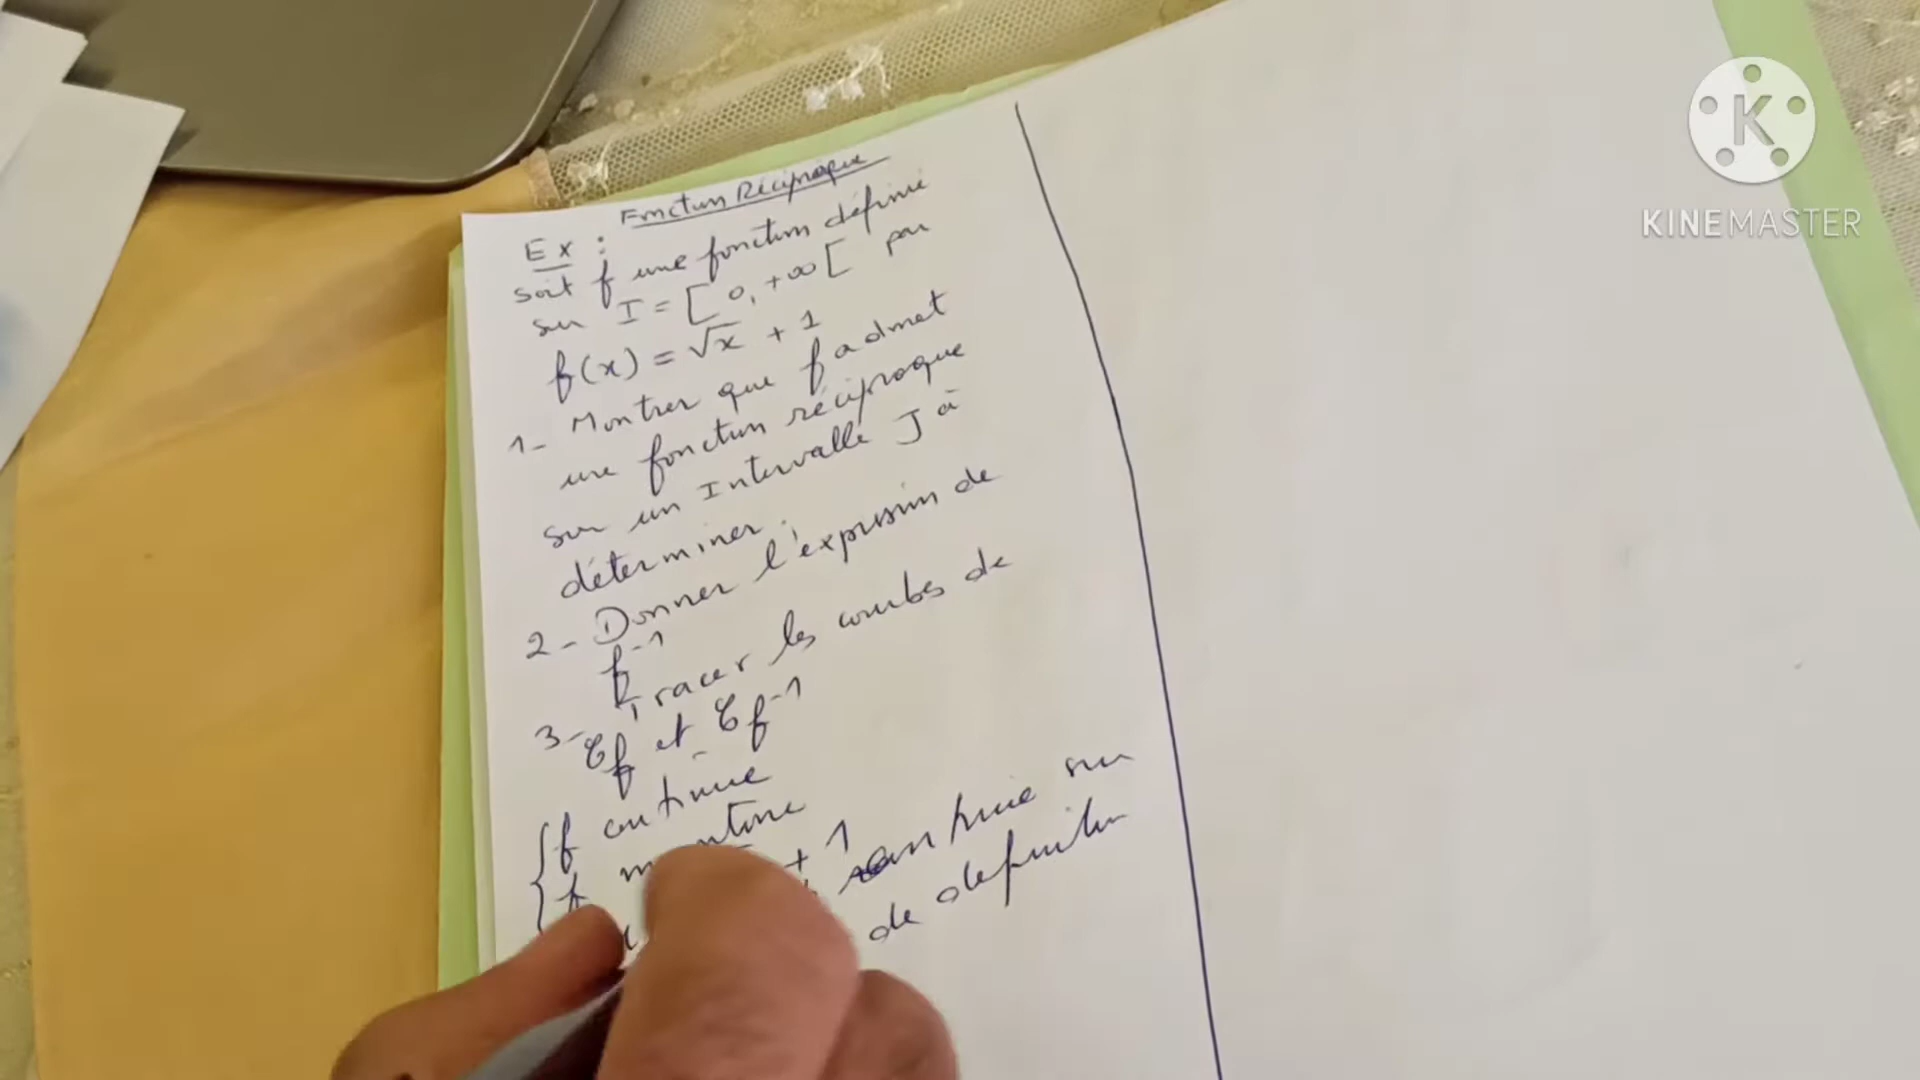 Fonction Réciproque
Ex :
soit f une fonction définie
sur I = [0, +∞[ par
f(x) = √x + 1
1- Montrer que f admet
une fonction réciproque
sur un Intervalle J à
déterminer.
2- Donner l'expression de
f⁻¹
3- Tracer les courbes de
Cf et Cf⁻¹
{ f continue
f
+ 1
continue sur
de definition
K
KINEMASTER